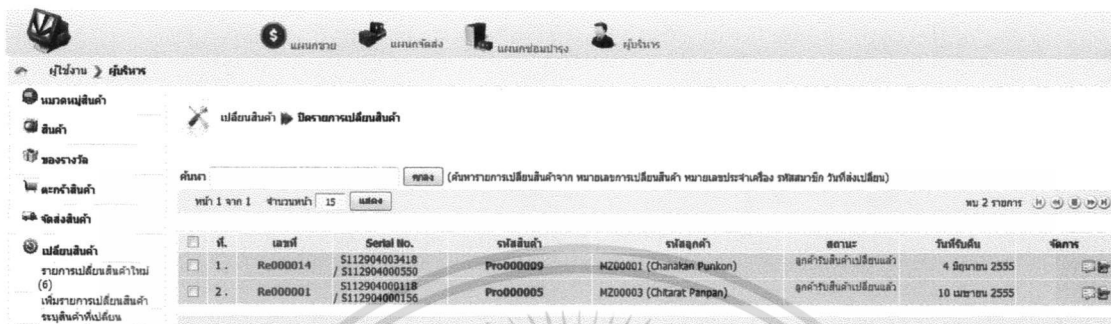 แผนกขาย แผนกจัดส่ง แผนกซ่อมบำรุง ผู้บริหาร
ผู้ใช้งาน ผู้บริหาร
หมวดหมู่สินค้า
สินค้า
ของรางวัล
ตะกร้าสินค้า
จัดส่งสินค้า
เปลี่ยนสินค้า
รายการเปลี่ยนสินค้าใหม่
(6)
เพิ่มรายการเปลี่ยนสินค้า
ระบุสินค้าที่เปลี่ยน
เปลี่ยนสินค้า ปิดรายการเปลี่ยนสินค้า
ค้นหา ตกลง (ค้นหารายการเปลี่ยนสินค้าจาก หมายเลขการเปลี่ยนสินค้า หมายเลขประจำเครื่อง รหัสสมาชิก วันที่ส่งเปลี่ยน)
หน้า 1 จาก 1 จำนวนหน้า 15 แสดง พบ 2 รายการ
ที่. เลขที่ Serial No. รหัสสินค้า รหัสลูกค้า สถานะ วันที่รับคืน จัดการ
1. Re000014 S112904003418 / S112904000550 Pro000009 MZ00001 (Chanakan Punkon) ลูกค้ารับสินค้าเปลี่ยนแล้ว 4 มิถุนายน 2555
2. Re000001 S112904000118 / S112904000156 Pro000005 MZ00003 (Chitarat Panpan) ลูกค้ารับสินค้าเปลี่ยนแล้ว 10 เมษายน 2555